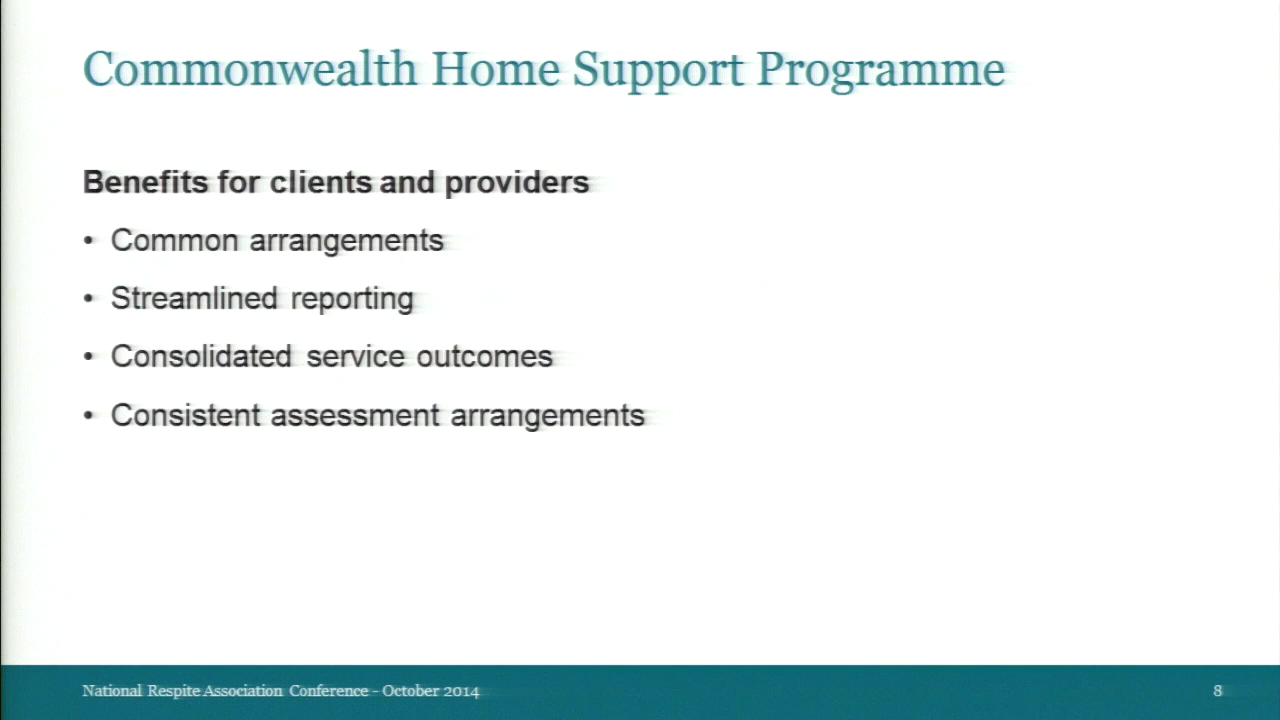 Commonwealth Home Support Programme
Benefits for clients and providers
• Common arrangements
• Streamlined reporting
• Consolidated service outcomes
• Consistent assessment arrangements
National Respite Association Conference - October 2014
8